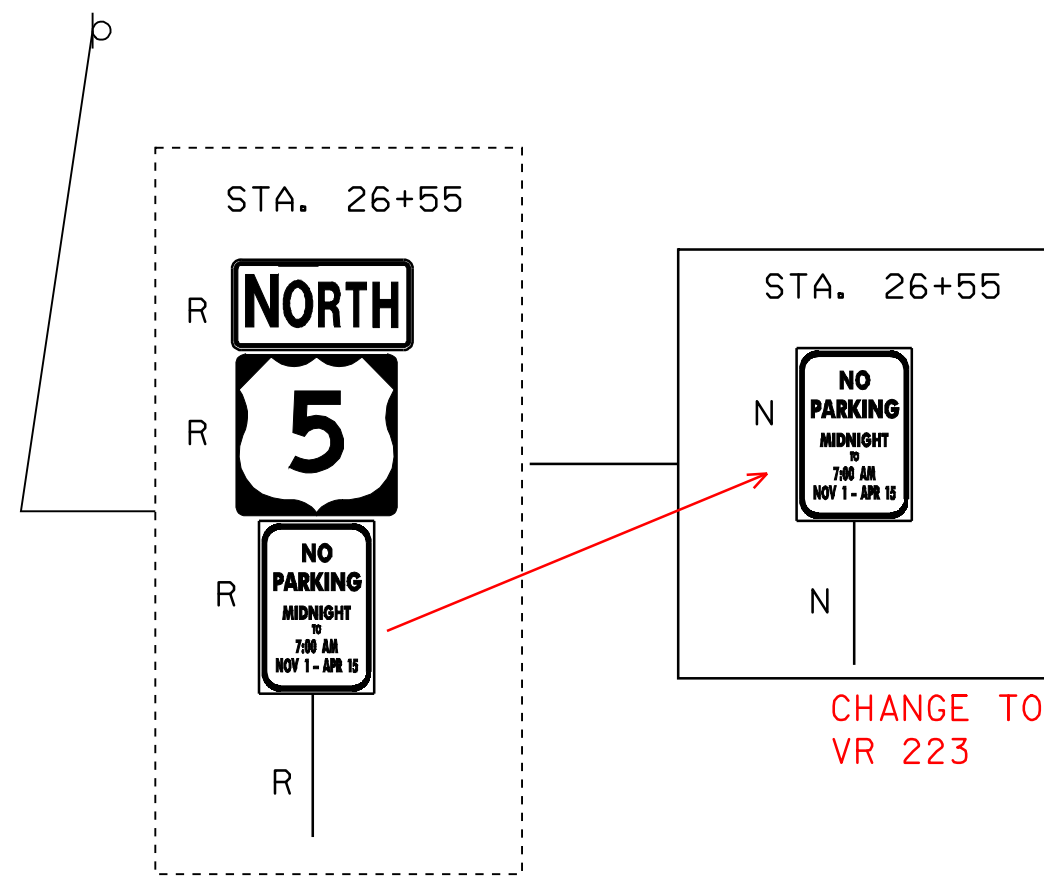 STA. 26+55
R
NORTH
R
5
R
NO
PARKING
MIDNIGHT
TO
7:00 AM
NOV 1 - APR 15
R
STA. 26+55
N
NO
PARKING
MIDNIGHT
TO
7:00 AM
NOV 1 - APR 15
N
CHANGE TO
VR 223